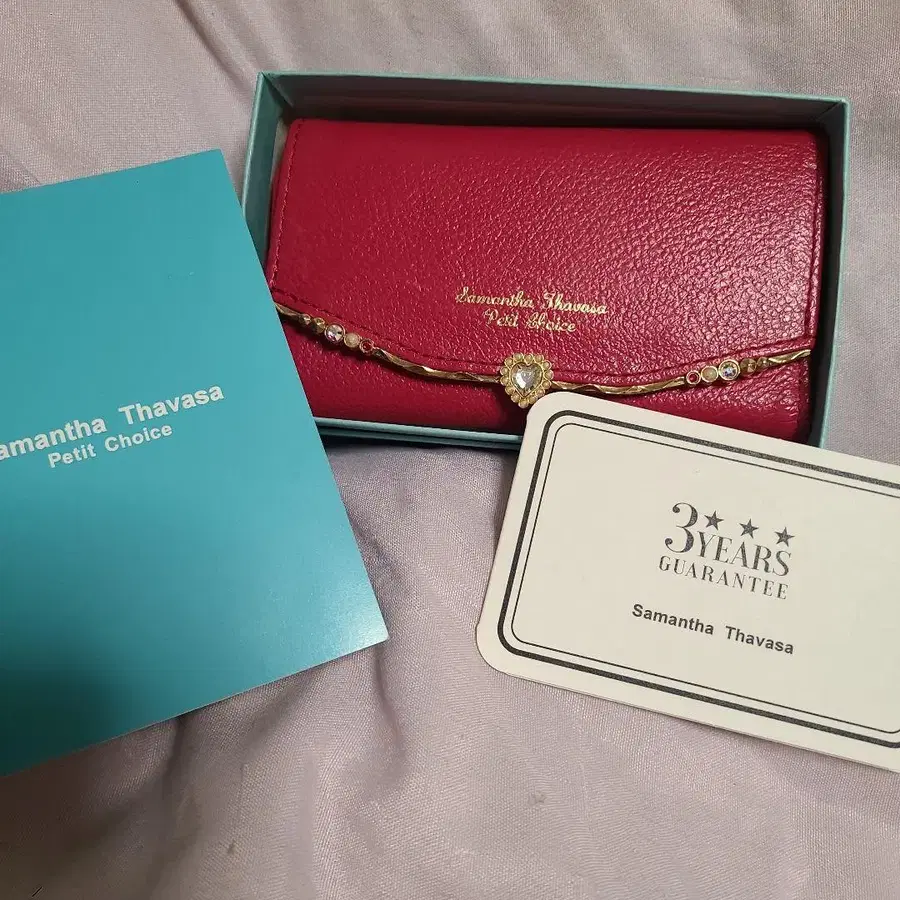 Samantha Thavasa
Petit Choice
amantha Thavasa
Petit Choice
3 YEARS
GUARANTEE
Samantha Thavasa